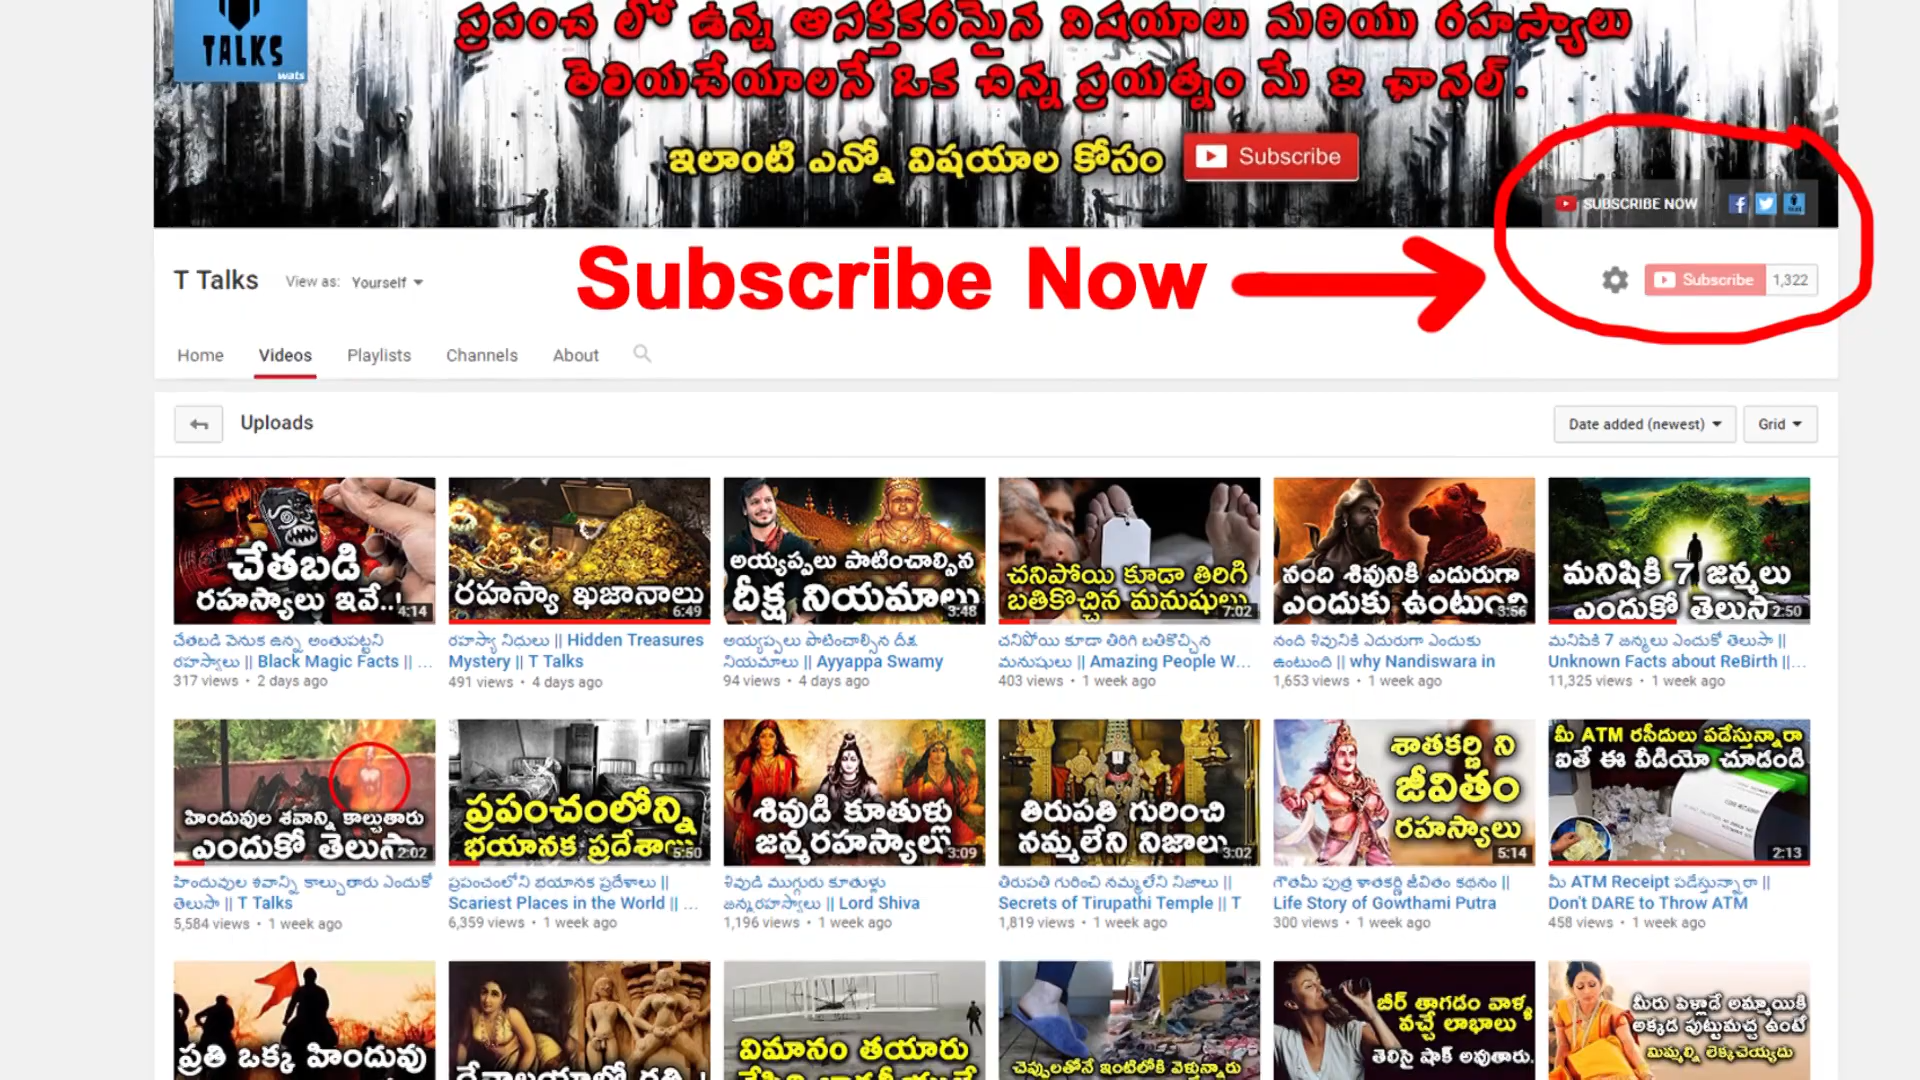 TALKS
wats
ప్రపంచ లో ఉన్న ఆసక్తికరమైన విషయాలు మరియు రహస్యాలు
తెలియచేయాలనే ఒక చిన్న ప్రయత్నం మే ఇ ఛానల్.
ఇలాంటి ఎన్నో విషయాల కోసం
Subscribe
SUBSCRIBE NOW
T Talks
View as: Yourself
Subscribe Now
Subscribe 1,322
Home Videos Playlists Channels About
Uploads
Date added (newest) Grid
చేతబడి
రహస్యాలు ఇవే..!
4:14
రహస్యా ఖజానాలు
6:49
అయ్యప్పలు పాటించాల్సిన
దీక్ష నియమాలు
3:48
చనిపోయి కూడా తిరిగి
బతికొచ్చిన మనుషులు
7:02
నంది శివునికి ఎదురుగా
ఎందుకు ఉంటుంది
3:56
మనిషికి 7 జన్మలు
ఎందుకో తెలుసా
2:50
చేతబడి వెనుక ఉన్న అంతుపట్టని
రహస్యాలు || Black Magic Facts || ...
317 views • 2 days ago
రహస్యా నిధులు || Hidden Treasures
Mystery || T Talks
491 views • 4 days ago
అయ్యప్పలు పాటించాల్సిన దీక్ష
నియమాలు || Ayyappa Swamy
94 views • 4 days ago
చనిపోయి కూడా తిరిగి బతికొచ్చిన
మనుషులు || Amazing People W...
403 views • 1 week ago
నంది శివునికి ఎదురుగా ఎందుకు
ఉంటుంది || why Nandiswara in
1,653 views • 1 week ago
మనిషికి 7 జన్మలు ఎందుకో తెలుసా ||
Unknown Facts about ReBirth ||...
11,325 views • 1 week ago
హిందువుల శవాన్ని కాల్చుతారు
ఎందుకో తెలుసా
2:02
ప్రపంచంలోన్ని
భయానక ప్రదేశాలు
5:50
శివుడి కూతుళ్లు
జన్మరహస్యాలు
3:09
తిరుపతి గురించి
నమ్మలేని నిజాలు
3:02
శాతకర్ణి ని
జీవితం
రహస్యాలు
5:14
మీ ATM రసీదులు పడేస్తున్నారా
ఐతే ఈ వీడియో చూడండి
2:13
హిందువుల శవాన్ని కాల్చుతారు ఎందుకో
తెలుసా || T Talks
5,584 views • 1 week ago
ప్రపంచంలోని భయానక ప్రదేశాలు ||
Scariest Places in the World || ...
6,359 views • 1 week ago
శివుడి ముగ్గురు కూతుళ్లు
జన్మరహస్యాలు || Lord Shiva
1,196 views • 1 week ago
తిరుపతి గురించి నమ్మలేని నిజాలు ||
Secrets of Tirupathi Temple || T
1,819 views • 1 week ago
గౌతమీ పుత్ర శాతకర్ణి జీవితం కథనం ||
Life Story of Gowthami Putra
300 views • 1 week ago
మీ ATM Receipt పడేస్తున్నారా ||
Don't DARE to Throw ATM
458 views • 1 week ago
ప్రతి ఒక్క హిందువు
విమానం తయారు
చెప్పులతోనే ఇంటిలోకి వెళ్తున్నారు
బీర్ త్రాగడం వాళ్ళ
వచ్చే లాభాలు
తెలిసై షాక్ అవుతారు.
మీరు పెళ్లాడే అమ్మాయికి
అక్కడ పుట్టుమచ్చ ఉంటే
మిమ్మల్ని లెక్కచెయ్యదు